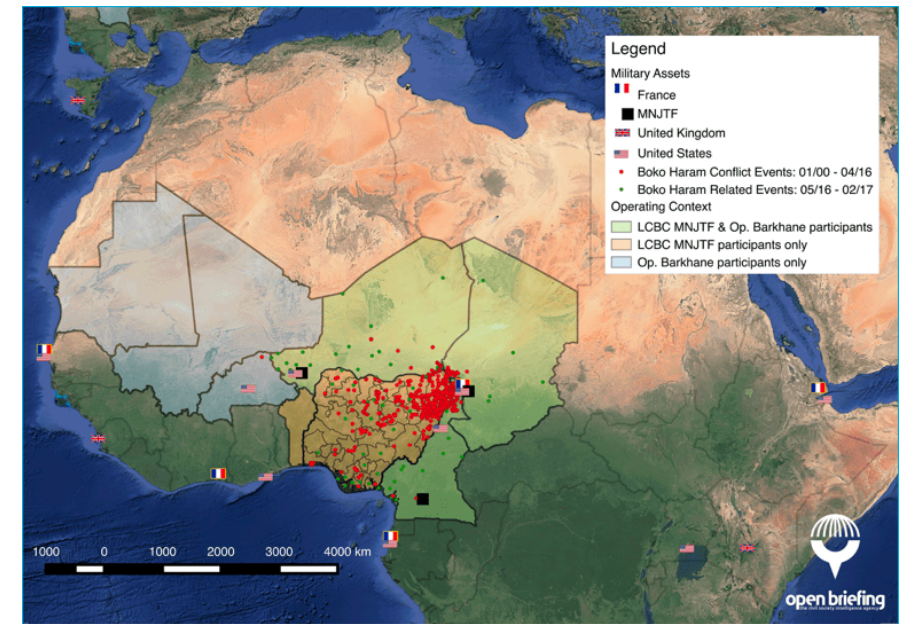 Legend
Military Assets
France
MNJTF
United Kingdom
United States
Boko Haram Conflict Events: 01/00 - 04/16
Boko Haram Related Events: 05/16 - 02/17
Operating Context
LCBC MNJTF & Op. Barkhane participants
LCBC MNJTF participants only
Op. Barkhane participants only
1000 0 1000 2000 3000 4000 km
open briefing
the civil society intelligence agency